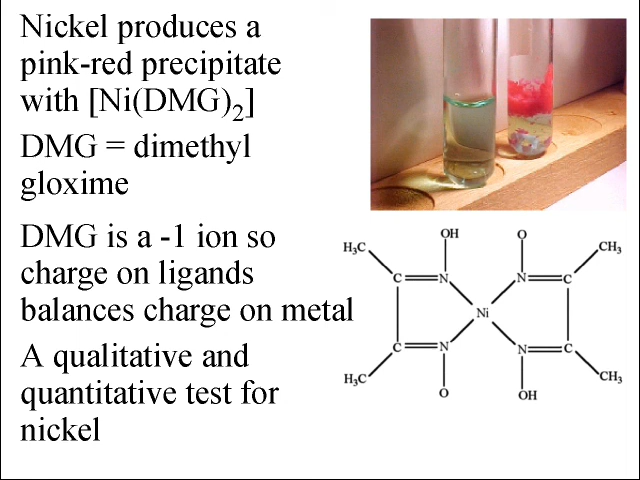 Nickel produces a
pink-red precipitate
with [Ni(DMG)2]
DMG = dimethyl
gloxime
DMG is a -1 ion so
charge on ligands
balances charge on metal
A qualitative and
quantitative test for
nickel
OH O
H3C CH3
C N N C
Ni
C N N C
H3C CH3
O OH